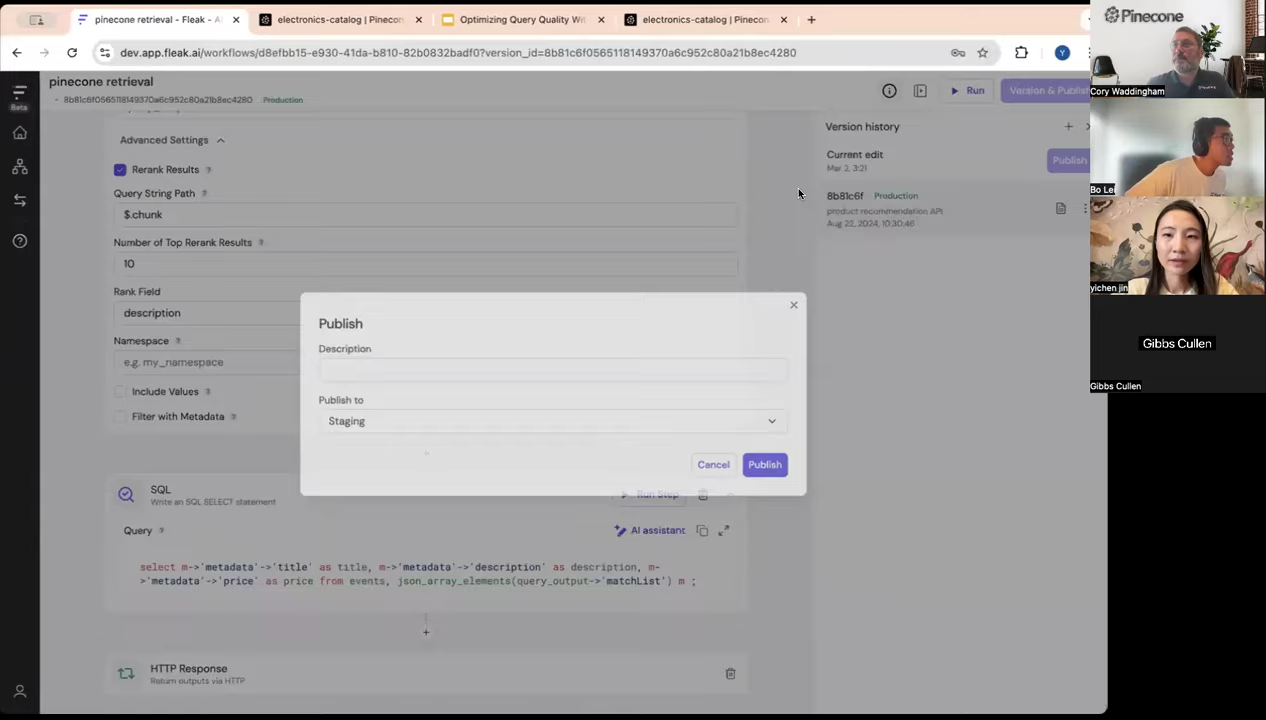 pinecone retrieval - Fleak - A
electronics-catalog | Pinecon
Optimizing Query Quality Wit
electronics-catalog | Pinecon
dev.app.fleak.ai/workflows/d8efbb15-e930-41da-b810-82b0832badf0?version_id=8b81c6f0565118149370a6c952c80a21b8ec4280
Beta
pinecone retrieval
8b81c6f0565118149370a6c952c80a21b8ec4280 Production
Run
Version & Publish
Advanced Settings
Rerank Results
Query String Path
$.chunk
Number of Top Rerank Results
10
Rank Field
description
Namespace
e.g. my_namespace
Include Values
Filter with Metadata
Version history
Current edit
Mar 2, 3:21
Publish
8b81c6f Production
product recommendation API
Aug 22, 2024, 10:30:46
Publish
Description
Publish to
Staging
Cancel
Publish
SQL
Write an SQL SELECT statement
Run Step
Query
AI assistant
select m->'metadata'->'title' as title, m->'metadata'->'description' as description, m-
>'metadata'->'price' as price from events, json_array_elements(query_output->'matchList') m ;
HTTP Response
Return outputs via HTTP
Pinecone
Cory Waddingham
Bo Lei
yichen jin
Gibbs Cullen
Gibbs Cullen